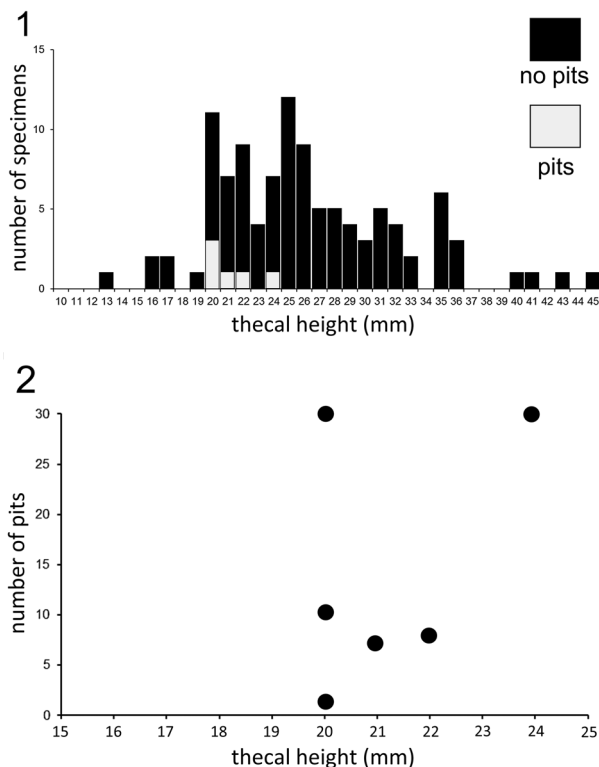 1
15
10
5
0
number of specimens
no pits
pits
10 11 12 13 14 15 16 17 18 19 20 21 22 23 24 25 26 27 28 29 30 31 32 33 34 35 36 37 38 39 40 41 42 43 44 45
thecal height (mm)
2
30
25
20
15
10
5
0
number of pits
15 16 17 18 19 20 21 22 23 24 25
thecal height (mm)